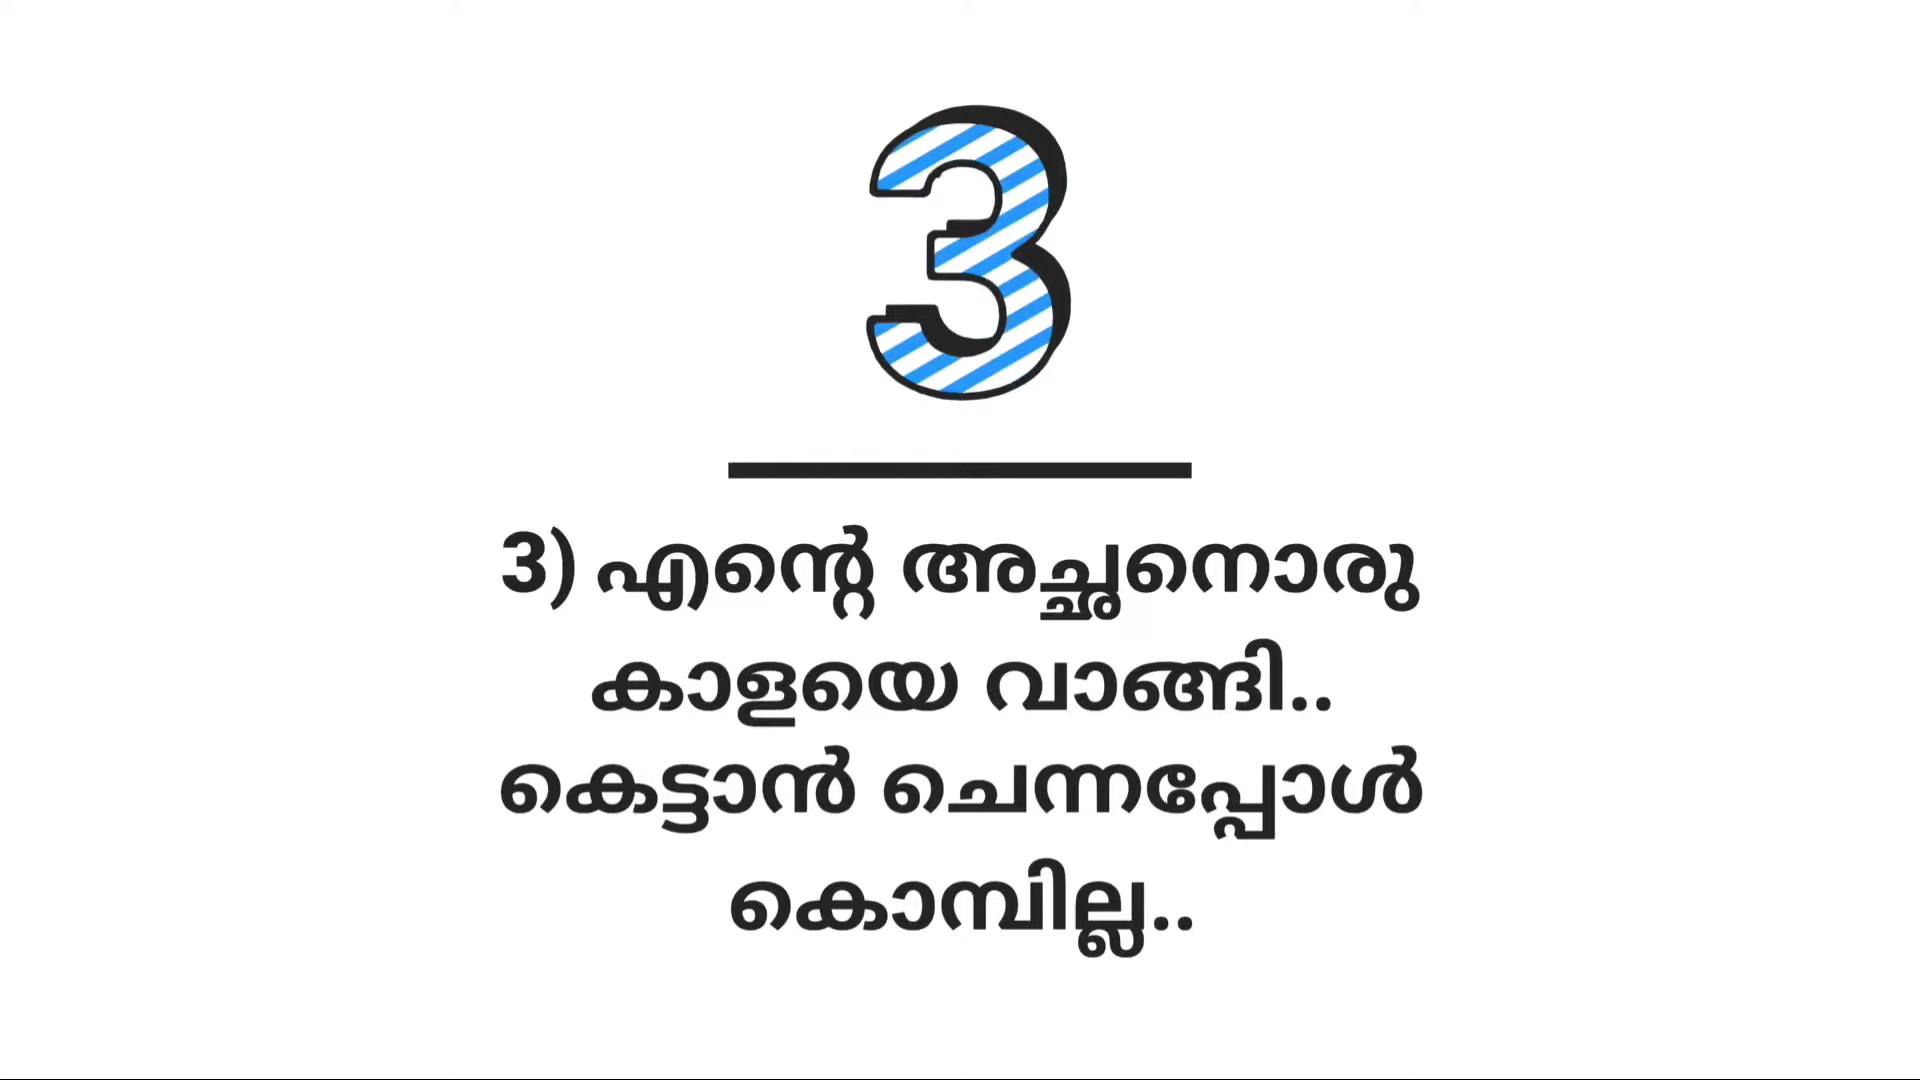 3
3) എന്റെ അച്ഛനൊരു
കാളയെ വാങ്ങി..
കെട്ടാൻ ചെന്നപ്പോൾ
കൊമ്പില്ല..